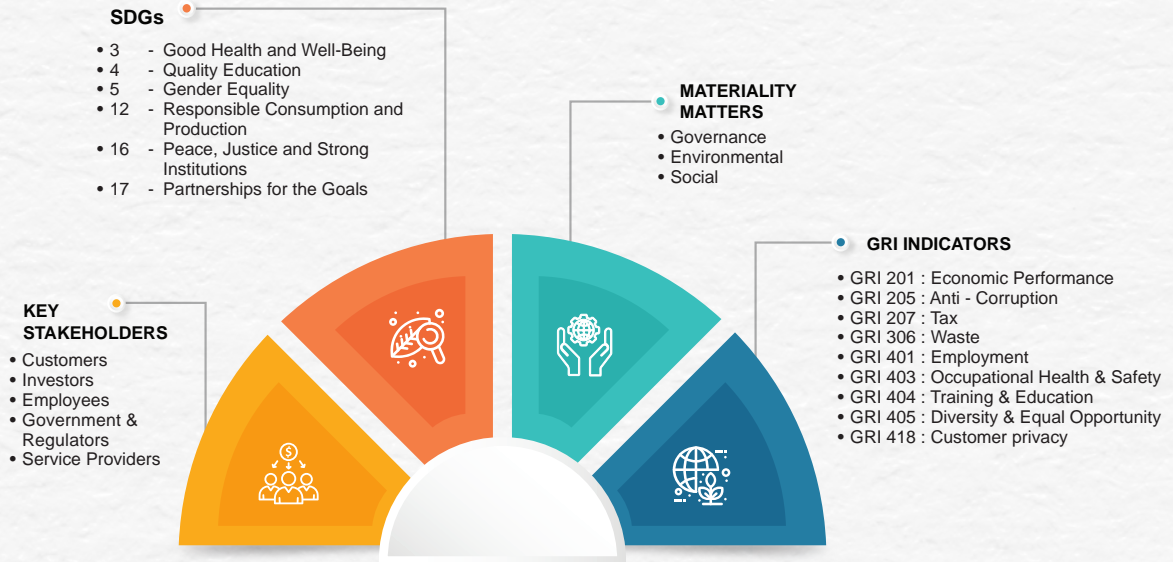 SDGs
• 3 - Good Health and Well-Being
• 4 - Quality Education
• 5 - Gender Equality
• 12 - Responsible Consumption and
Production
• 16 - Peace, Justice and Strong
Institutions
• 17 - Partnerships for the Goals
MATERIALITY
MATTERS
• Governance
• Environmental
• Social
GRI INDICATORS
• GRI 201 : Economic Performance
• GRI 205 : Anti - Corruption
• GRI 207 : Tax
• GRI 306 : Waste
• GRI 401 : Employment
• GRI 403 : Occupational Health & Safety
• GRI 404 : Training & Education
• GRI 405 : Diversity & Equal Opportunity
• GRI 418 : Customer privacy
KEY
STAKEHOLDERS
• Customers
• Investors
• Employees
• Government &
Regulators
• Service Providers
$